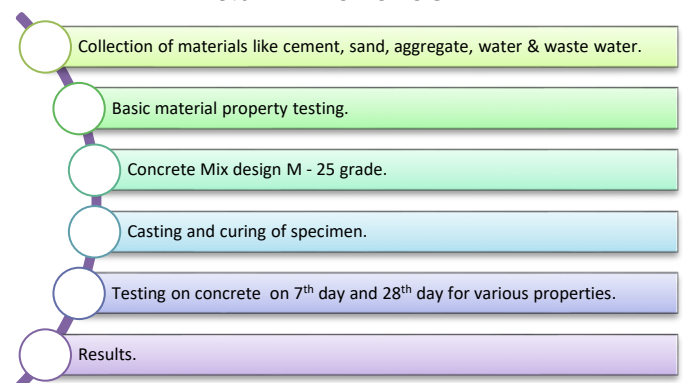 Collection of materials like cement, sand, aggregate, water & waste water.
Basic material property testing.
Concrete Mix design M - 25 grade.
Casting and curing of specimen.
Testing on concrete on 7th day and 28th day for various properties.
Results.